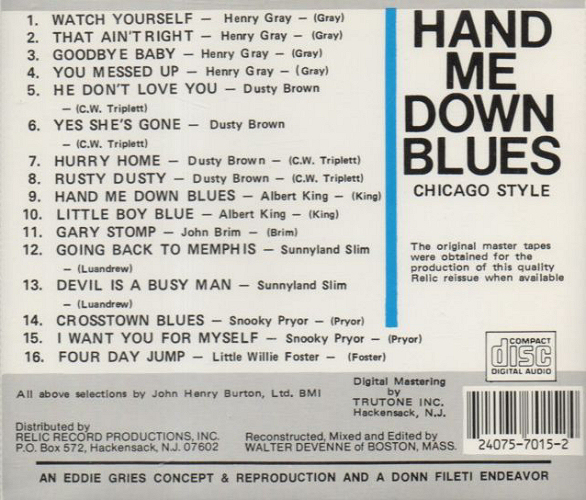 1. WATCH YOURSELF – Henry Gray – (Gray)
2. THAT AIN'T RIGHT – Henry Gray – (Gray)
3. GOODBYE BABY – Henry Gray – (Gray)
4. YOU MESSED UP – Henry Gray – (Gray)
5. HE DON'T LOVE YOU – Dusty Brown
– (C.W. Triplett)
6. YES SHE'S GONE – Dusty Brown
– (C.W. Triplett)
7. HURRY HOME – Dusty Brown – (C.W. Triplett)
8. RUSTY DUSTY – Dusty Brown – (C.W. Triplett)
9. HAND ME DOWN BLUES – Albert King – (King)
10. LITTLE BOY BLUE – Albert King – (King)
11. GARY STOMP – John Brim – (Brim)
12. GOING BACK TO MEMPHIS – Sunnyland Slim
– (Luandrew)
13. DEVIL IS A BUSY MAN – Sunnyland Slim
– (Luandrew)
14. CROSSTOWN BLUES – Snooky Pryor – (Pryor)
15. I WANT YOU FOR MYSELF – Snooky Pryor – (Pryor)
16. FOUR DAY JUMP – Little Willie Foster – (Foster)
HAND
ME
DOWN
BLUES
CHICAGO STYLE
The original master tapes
were obtained for the
production of this quality
Relic reissue when available
COMPACT
disc
DIGITAL AUDIO
All above selections by John Henry Burton, Ltd. BMI
Digital Mastering
by
TRUTONE INC.
Hackensack, N.J.
Distributed by
RELIC RECORD PRODUCTIONS, INC.
P.O. Box 572, Hackensack, N.J. 07602
Reconstructed, Mixed and Edited by
WALTER DEVENNE of BOSTON, MASS.
24075-7015-2
AN EDDIE GRIES CONCEPT & REPRODUCTION AND A DONN FILETI ENDEAVOR